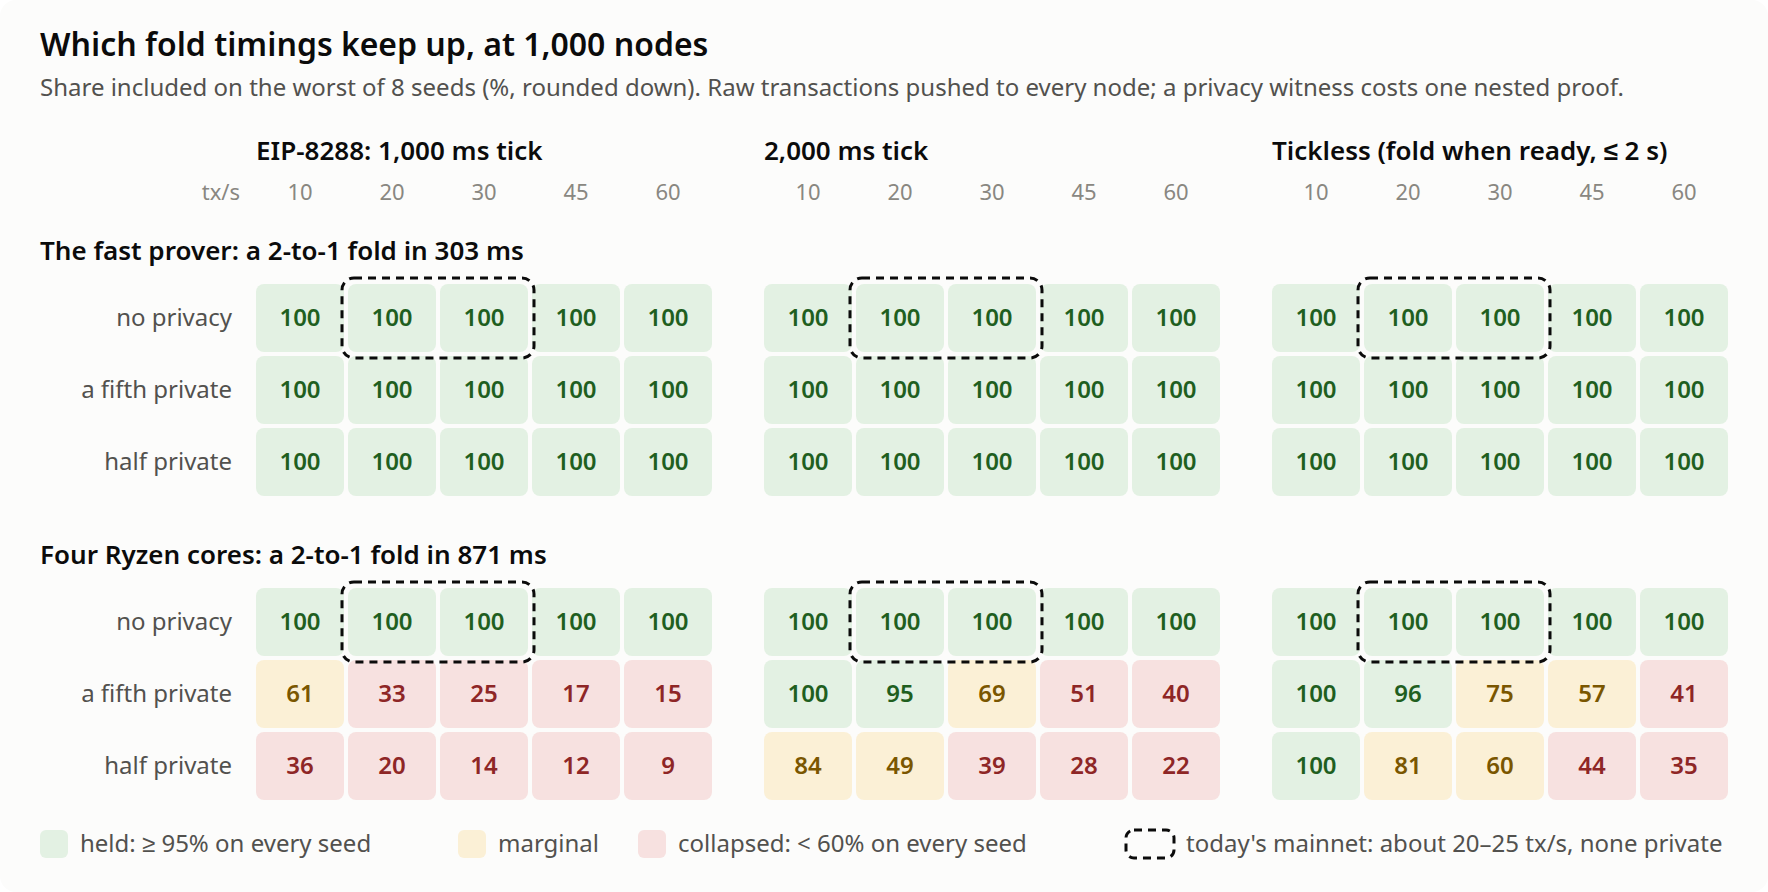 Which fold timings keep up, at 1,000 nodes
Share included on the worst of 8 seeds (%, rounded down). Raw transactions pushed to every node; a privacy witness costs one nested proof.
EIP-8288: 1,000 ms tick 2,000 ms tick Tickless (fold when ready, ≤ 2 s)
tx/s 10 20 30 45 60 10 20 30 45 60 10 20 30 45 60
The fast prover: a 2-to-1 fold in 303 ms
no privacy 100 100 100 100 100 100 100 100 100 100 100 100 100 100 100
a fifth private 100 100 100 100 100 100 100 100 100 100 100 100 100 100 100
half private 100 100 100 100 100 100 100 100 100 100 100 100 100 100 100
Four Ryzen cores: a 2-to-1 fold in 871 ms
no privacy 100 100 100 100 100 100 100 100 100 100 100 100 100 100 100
a fifth private 61 33 25 17 15 100 95 69 51 40 100 96 75 57 41
half private 36 20 14 12 9 84 49 39 28 22 100 81 60 44 35
held: ≥ 95% on every seed marginal collapsed: < 60% on every seed today's mainnet: about 20–25 tx/s, none private